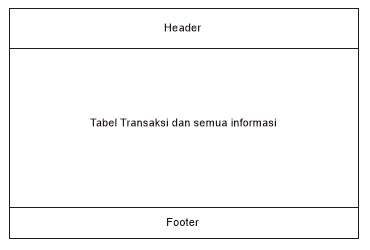 Header
Tabel Transaksi dan semua informasi
Footer